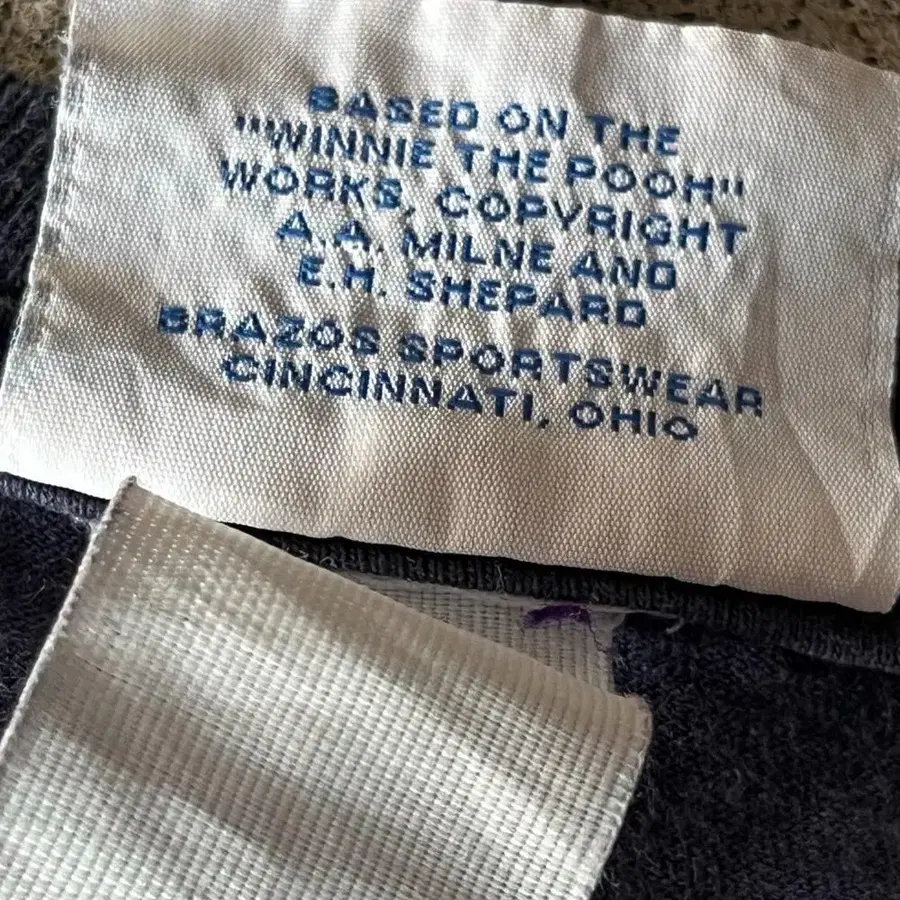 BASED ON THE
"WINNIE THE POOH"
WORKS, COPYRIGHT
A.A. MILNE AND
E.H. SHEPARD
BRAZOS SPORTSWEAR
CINCINNATI, OHIO